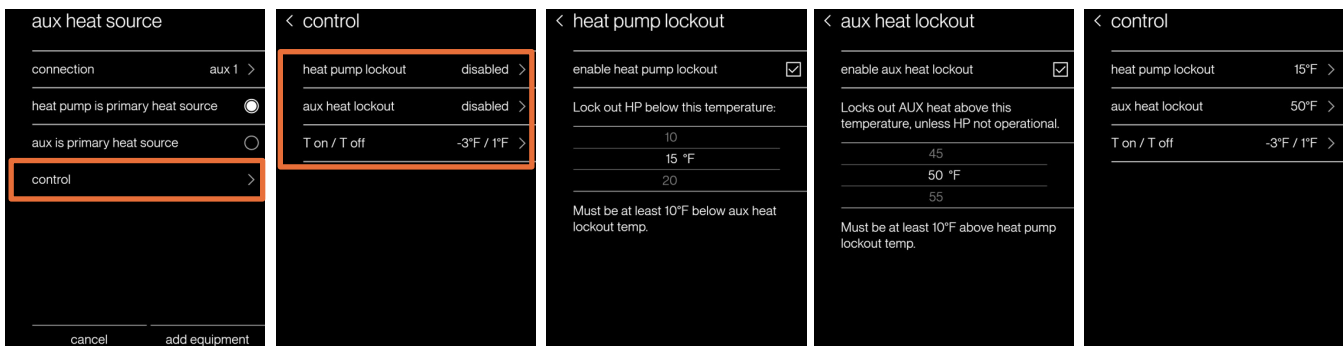 aux heat source
connection aux 1 >
heat pump is primary heat source
aux is primary heat source
control >
cancel add equipment
< control
heat pump lockout disabled >
aux heat lockout disabled >
T on / T off -3°F / 1°F >
< heat pump lockout
enable heat pump lockout
Lock out HP below this temperature:
10
15 °F
20
Must be at least 10°F below aux heat
lockout temp.
< aux heat lockout
enable aux heat lockout
Locks out AUX heat above this
temperature, unless HP not operational.
45
50 °F
55
Must be at least 10°F above heat pump
lockout temp.
< control
heat pump lockout 15°F >
aux heat lockout 50°F >
T on / T off -3°F / 1°F >